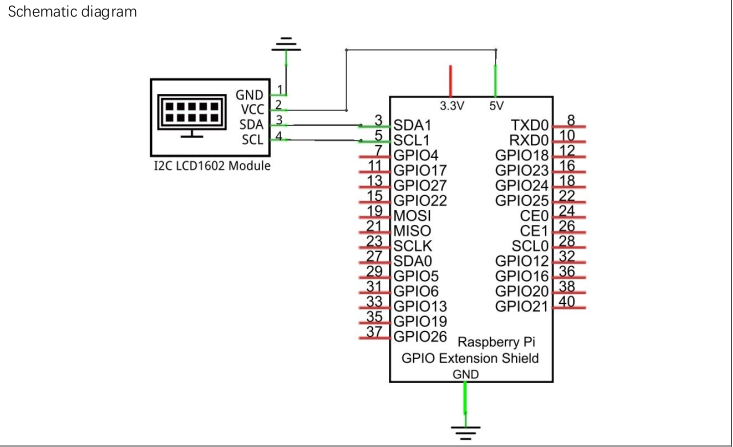 Schematic diagram
GND 1
VCC 2
SDA 3
SCL 4
I2C LCD1602 Module
3.3V 5V
3 SDA1 TXD0 8
5 SCL1 RXD0 10
7 GPIO4 GPIO18 12
11 GPIO17 GPIO23 16
13 GPIO27 GPIO24 18
15 GPIO22 GPIO25 22
19 MOSI CE0 24
21 MISO CE1 26
23 SCLK SCL0 28
27 SDA0 GPIO12 32
29 GPIO5 GPIO16 36
31 GPIO6 GPIO20 38
33 GPIO13 GPIO21 40
35 GPIO19
37 GPIO26
Raspberry Pi
GPIO Extension Shield
GND